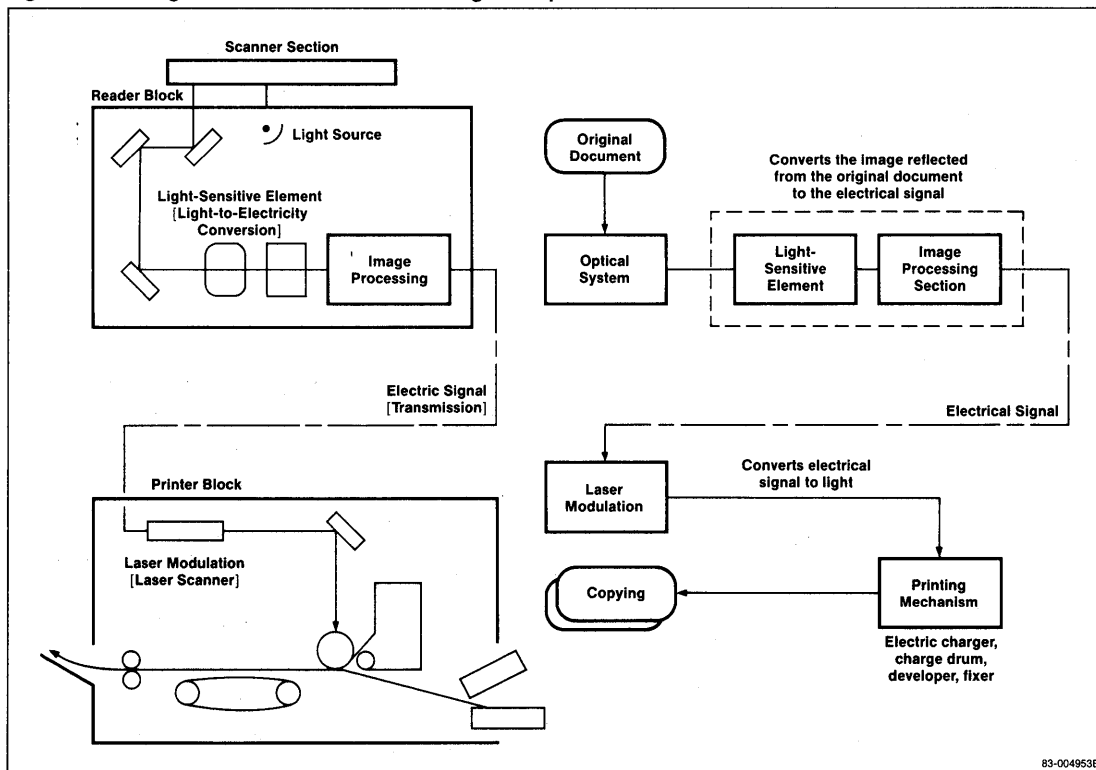 Scanner Section
Reader Block
Light Source
Light-Sensitive Element
[Light-to-Electricity
Conversion]
Image
Processing
Electric Signal
[Transmission]
Printer Block
Laser Modulation
[Laser Scanner]
Original
Document
Converts the image reflected
from the original document
to the electrical signal
Optical
System
Light-
Sensitive
Element
Image
Processing
Section
Electrical Signal
Laser
Modulation
Converts electrical
signal to light
Copying
Printing
Mechanism
Electric charger,
charge drum,
developer, fixer
83-004953B